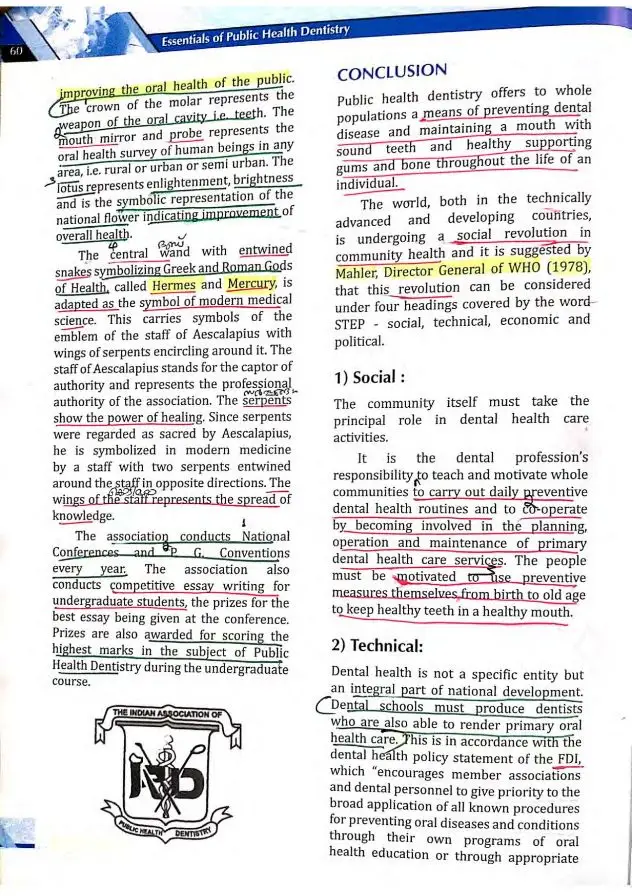 60
Essentials of Public Health Dentistry
improving the oral health of the public.
The crown of the molar represents the
weapon of the oral cavity i.e. teeth. The
mouth mirror and probe represents the
oral health survey of human beings in any
area, i.e. rural or urban or semi urban. The
lotus represents enlightenment, brightness
and is the symbolic representation of the
national flower indicating improvement of
overall health.
The central wand with entwined
snakes symbolizing Greek and Roman Gods
of Health, called Hermes and Mercury, is
adapted as the symbol of modern medical
science. This carries symbols of the
emblem of the staff of Aescalapius with
wings of serpents encircling around it. The
staff of Aescalapius stands for the captor of
authority and represents the professional
authority of the association. The serpents
show the power of healing. Since serpents
were regarded as sacred by Aescalapius,
he is symbolized in modern medicine
by a staff with two serpents entwined
around the staff in opposite directions. The
wings of the staff represents the spread of
knowledge.
The association conducts National
Conferences and P. G. Conventions
every year. The association also
conducts competitive essay writing for
undergraduate students, the prizes for the
best essay being given at the conference.
Prizes are also awarded for scoring the
highest marks in the subject of Public
Health Dentistry during the undergraduate
course.
THE INDIAN ASSOCIATION OF
PUBLIC HEALTH DENTISTRY
CONCLUSION
Public health dentistry offers to whole
populations a means of preventing dental
disease and maintaining a mouth with
sound teeth and healthy supporting
gums and bone throughout the life of an
individual.
The world, both in the technically
advanced and developing countries,
is undergoing a social revolution in
community health and it is suggested by
Mahler, Director General of WHO (1978),
that this revolution can be considered
under four headings covered by the word
STEP - social, technical, economic and
political.
1) Social :
The community itself must take the
principal role in dental health care
activities.
It is the dental profession's
responsibility to teach and motivate whole
communities to carry out daily preventive
dental health routines and to co-operate
by becoming involved in the planning,
operation and maintenance of primary
dental health care services. The people
must be motivated to use preventive
measures themselves, from birth to old age
to keep healthy teeth in a healthy mouth.
2) Technical:
Dental health is not a specific entity but
an integral part of national development.
Dental schools must produce dentists
who are also able to render primary oral
health care. This is in accordance with the
dental health policy statement of the FDI,
which "encourages member associations
and dental personnel to give priority to the
broad application of all known procedures
for preventing oral diseases and conditions
through their own programs of oral
health education or through appropriate